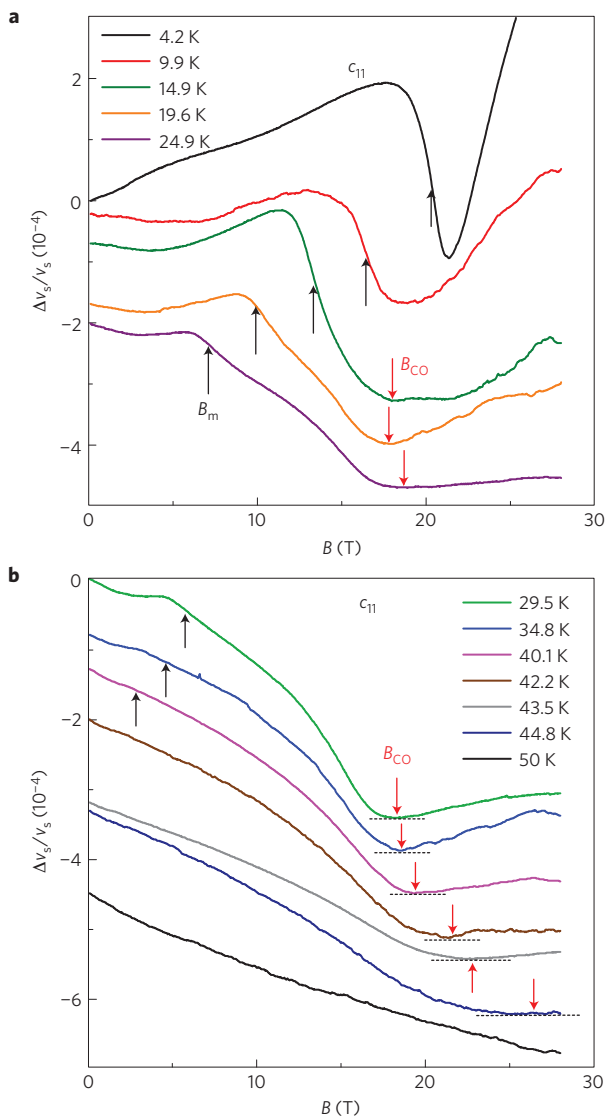 a
4.2 K
9.9 K
14.9 K
19.6 K
24.9 K
c11
2
0
−2
−4
Δvs/vs (10−4)
Bm
BCO
0
10
20
30
B (T)
b
0
−2
−4
−6
Δvs/vs (10−4)
c11
29.5 K
34.8 K
40.1 K
42.2 K
43.5 K
44.8 K
50 K
BCO
0
10
20
30
B (T)